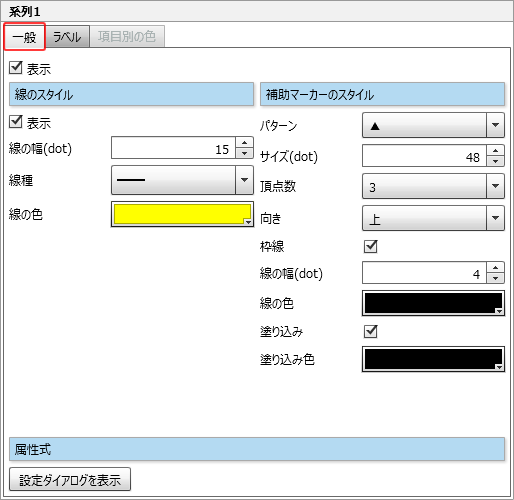 系列1
一般
ラベル
項目別の色
表示
線のスタイル
表示
線の幅(dot)
15
線種
線の色
補助マーカーのスタイル
パターン
▲
サイズ(dot)
48
頂点数
3
向き
上
枠線
線の幅(dot)
4
線の色
塗り込み
塗り込み色
属性式
設定ダイアログを表示